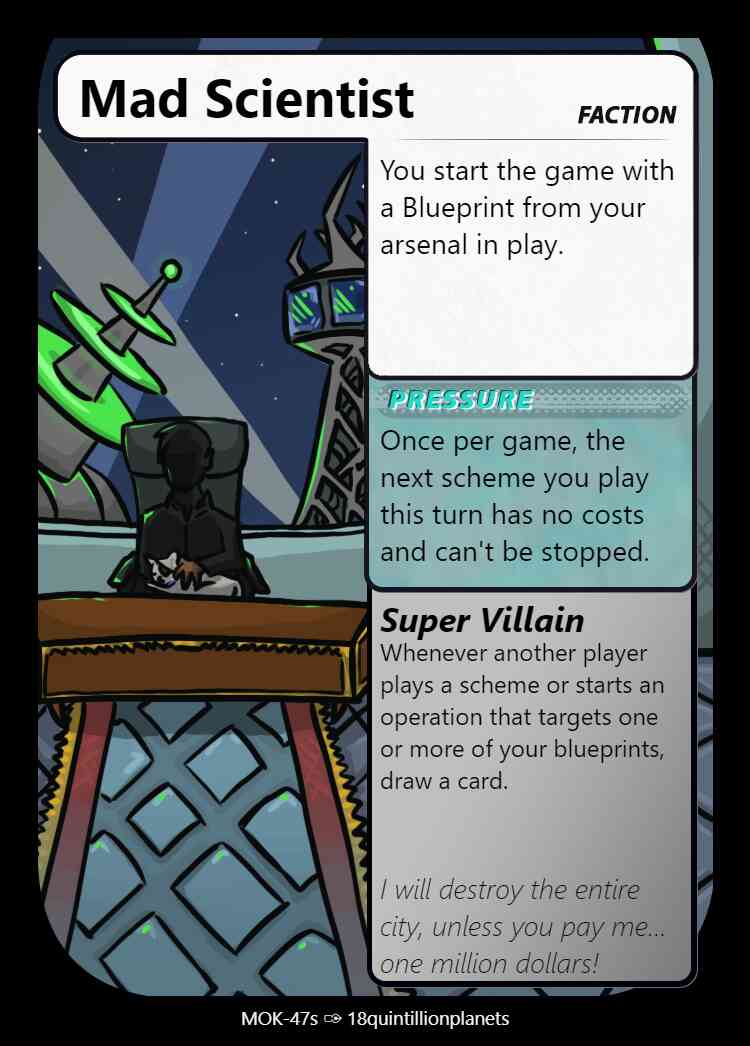 Mad Scientist
FACTION
You start the game with
a Blueprint from your
arsenal in play.
PRESSURE
Once per game, the
next scheme you play
this turn has no costs
and can't be stopped.
Super Villain
Whenever another player
plays a scheme or starts an
operation that targets one
or more of your blueprints,
draw a card.
I will destroy the entire
city, unless you pay me...
one million dollars!
MOK-47s ➩ 18quintillionplanets